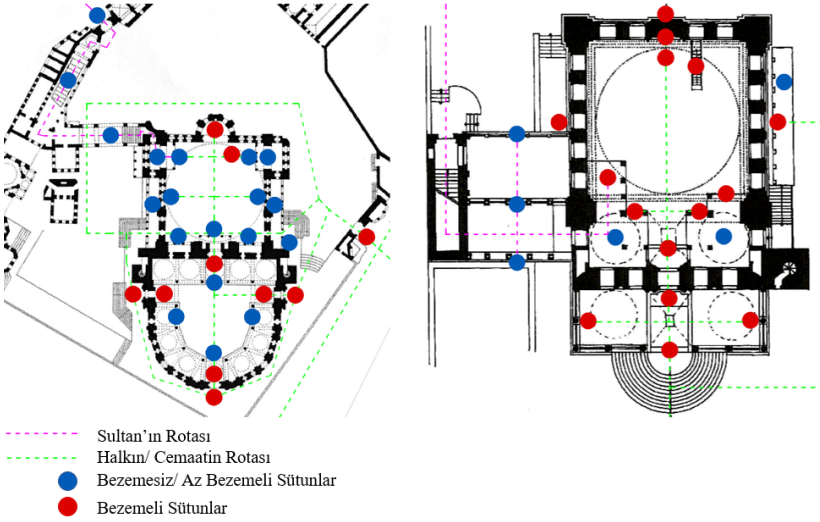 Sultan’ın Rotası
Halkın/ Cemaatin Rotası
Bezemesiz/ Az Bezemeli Sütunlar
Bezemeli Sütunlar